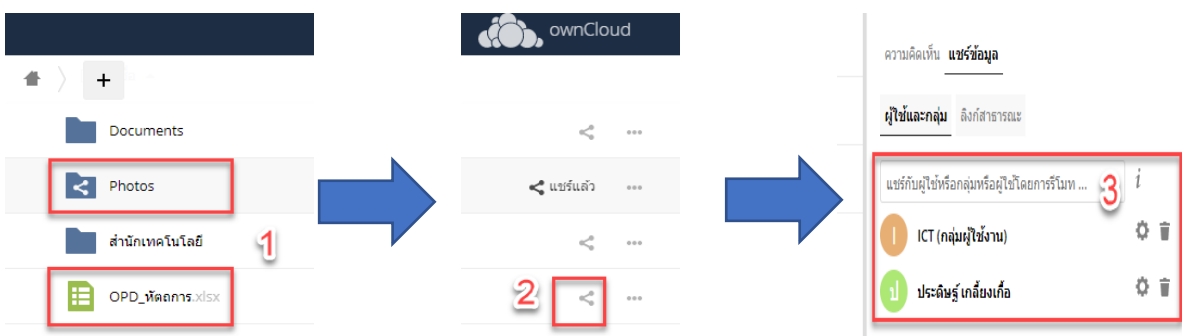 Documents
Photos
สำนักเทคโนโลยี
1
OPD_หัตถการ.xlsx
ownCloud
แชร์แล้ว
2
ความคิดเห็น แชร์ข้อมูล
ผู้ใช้และกลุ่ม ลิงก์สาธารณะ
แชร์กับผู้ใช้หรือกลุ่มหรือผู้ใช้โดยการรีโมท ...
3
I ICT (กลุ่มผู้ใช้งาน)
ป ประดิษฐ์ เกลี้ยงเกื้อ